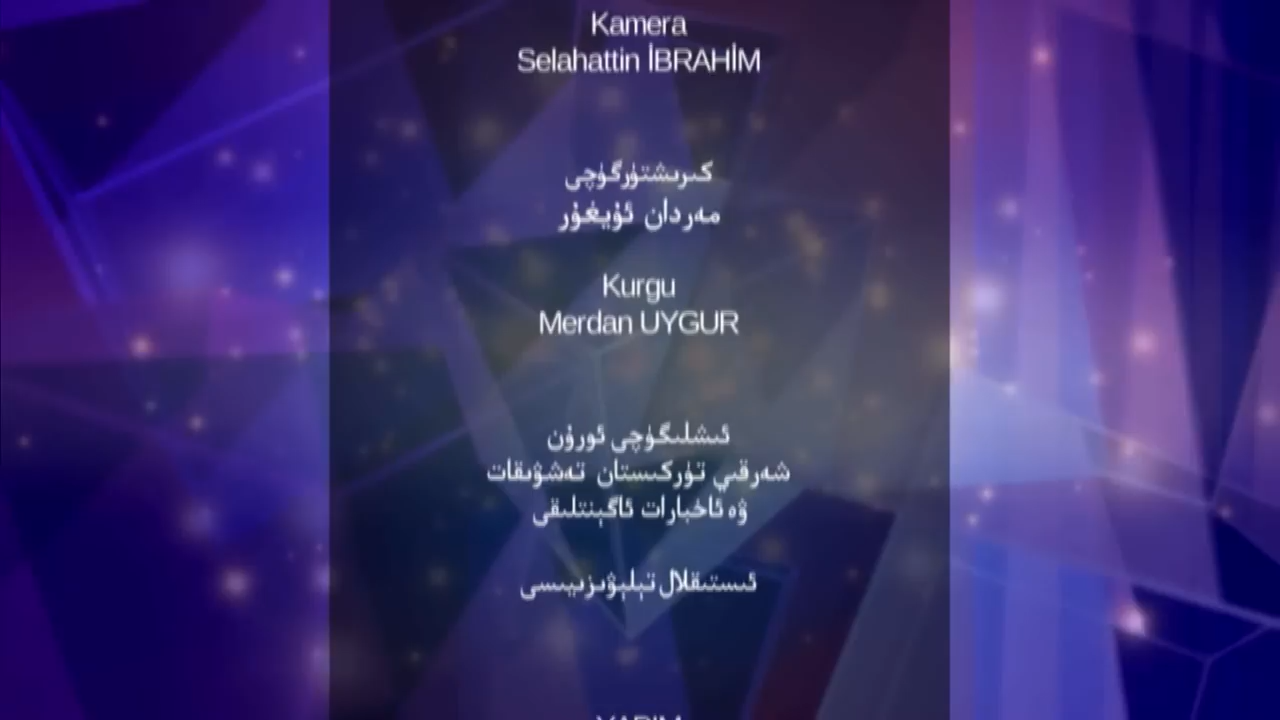 Kamera
Selahattin İBRAHİM
كىرىشتۈرگۈچى
مەردان ئۇيغۇر
Kurgu
Merdan UYGUR
ئىشلىگۈچى ئورۇن
شەرقىي تۈركىستان تەشۋىقات
ۋە ئاخبارات ئاگېنتلىقى
ئىستىقلال تېلېۋىزىيىسى
YAPIM